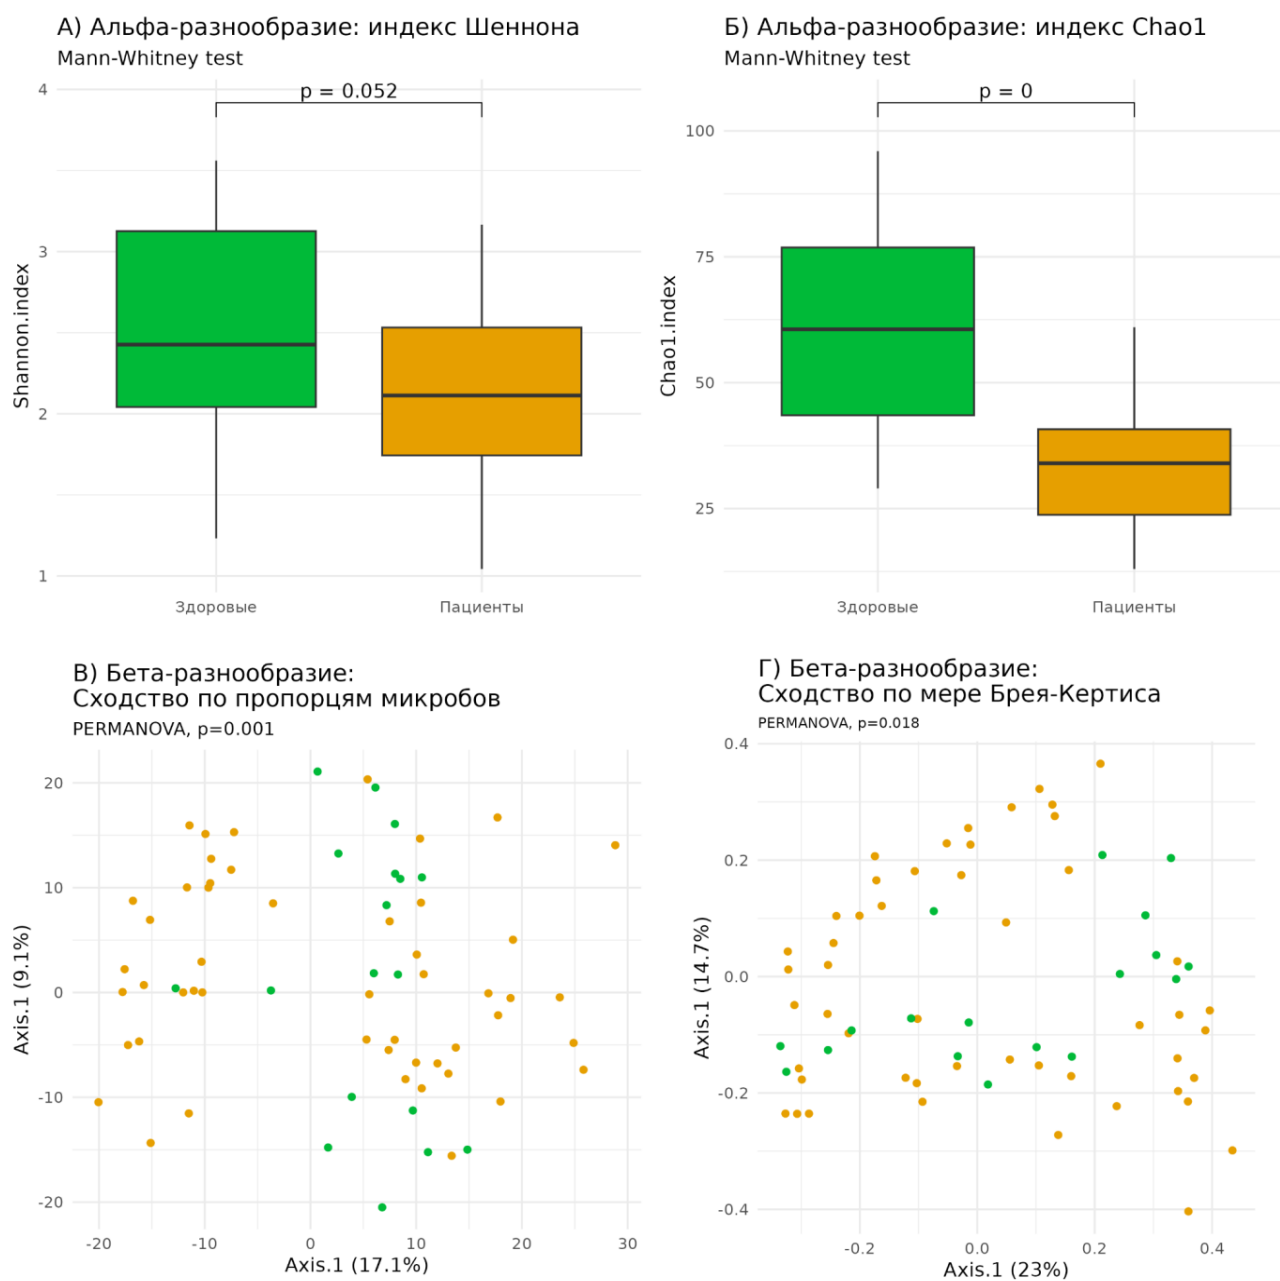 А) Альфа-разнообразие: индекс Шеннона
Mann-Whitney test
p = 0.052
4
3
2
1
Shannon.index
Здоровые
Пациенты
Б) Альфа-разнообразие: индекс Chao1
Mann-Whitney test
p = 0
100
75
50
25
Chao1.index
Здоровые
Пациенты
В) Бета-разнообразие:
Сходство по пропорцям микробов
PERMANOVA, p=0.001
20
10
0
-10
-20
Axis.1 (9.1%)
-20
-10
0
10
20
30
Axis.1 (17.1%)
Г) Бета-разнообразие:
Сходство по мере Брея-Кертиса
PERMANOVA, p=0.018
0.4
0.2
0.0
-0.2
-0.4
Axis.1 (14.7%)
-0.2
0.0
0.2
0.4
Axis.1 (23%)